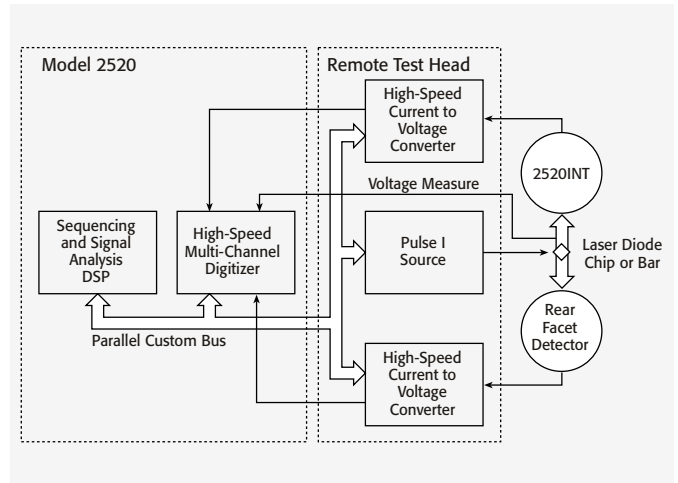 Model 2520
Remote Test Head
High-Speed
Current to
Voltage
Converter
2520INT
Voltage Measure
Sequencing
and Signal
Analysis
DSP
High-Speed
Multi-Channel
Digitizer
Pulse I
Source
Laser Diode
Chip or Bar
Parallel Custom Bus
Rear
Facet
Detector
High-Speed
Current to
Voltage
Converter